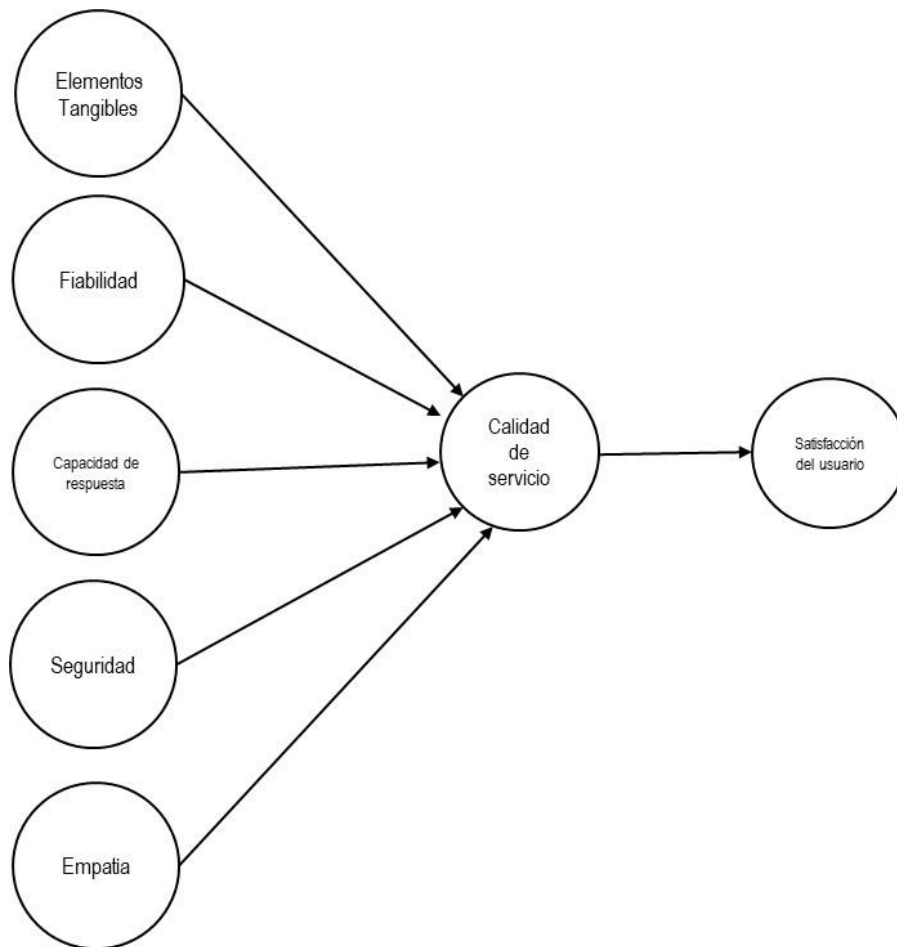 Elementos
Tangibles
Fiabilidad
Capacidad de
respuesta
Seguridad
Empatia
Calidad
de
servicio
Satisfacción
del usuario